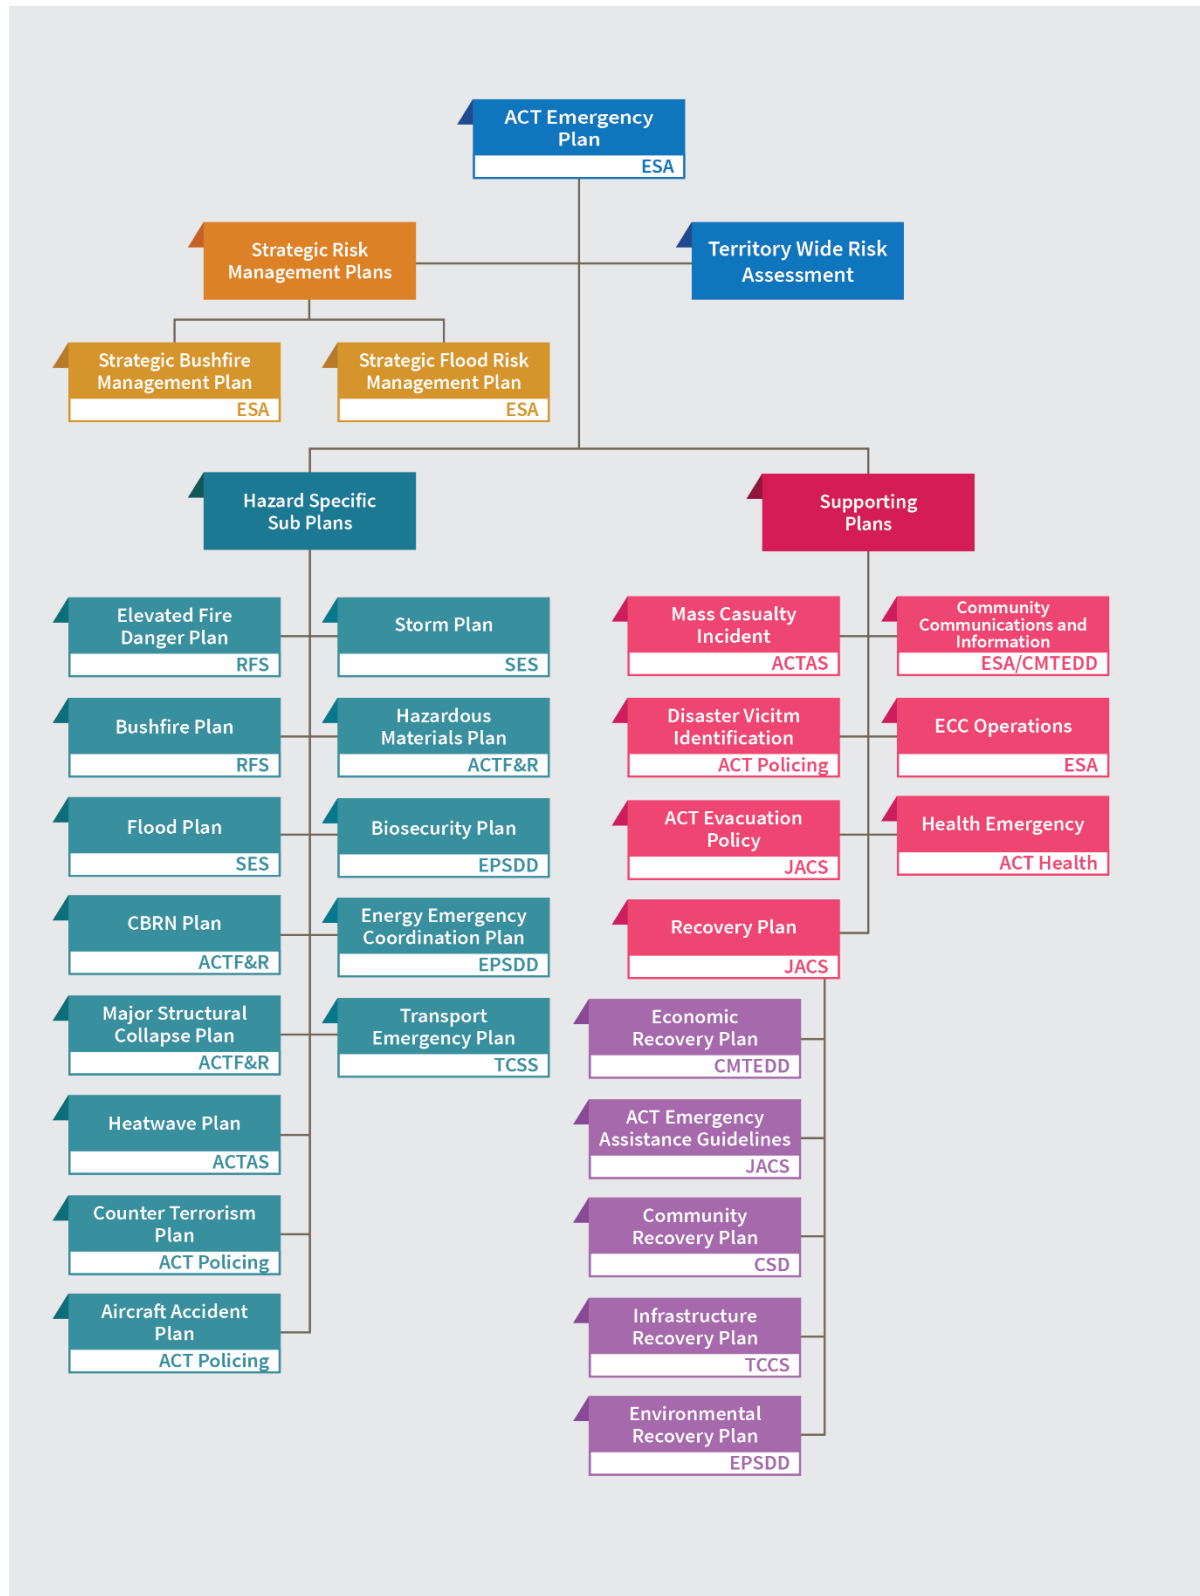 ACT Emergency
Plan
ESA
Strategic Risk
Management Plans
Territory Wide Risk
Assessment
Strategic Bushfire
Management Plan
ESA
Strategic Flood Risk
Management Plan
ESA
Hazard Specific
Sub Plans
Supporting
Plans
Elevated Fire
Danger Plan
RFS
Storm Plan
SES
Bushfire Plan
RFS
Hazardous
Materials Plan
ACTF&R
Flood Plan
SES
Biosecurity Plan
EPSDD
CBRN Plan
ACTF&R
Energy Emergency
Coordination Plan
EPSDD
Major Structural
Collapse Plan
ACTF&R
Transport
Emergency Plan
TCSS
Heatwave Plan
ACTAS
Counter Terrorism
Plan
ACT Policing
Aircraft Accident
Plan
ACT Policing
Mass Casualty
Incident
ACTAS
Community
Communications and
Information
ESA/CMTEDD
Disaster Vicitm
Identification
ACT Policing
ECC Operations
ESA
ACT Evacuation
Policy
JACS
Health Emergency
ACT Health
Recovery Plan
JACS
Economic
Recovery Plan
CMTEDD
ACT Emergency
Assistance Guidelines
JACS
Community
Recovery Plan
CSD
Infrastructure
Recovery Plan
TCCS
Environmental
Recovery Plan
EPSDD